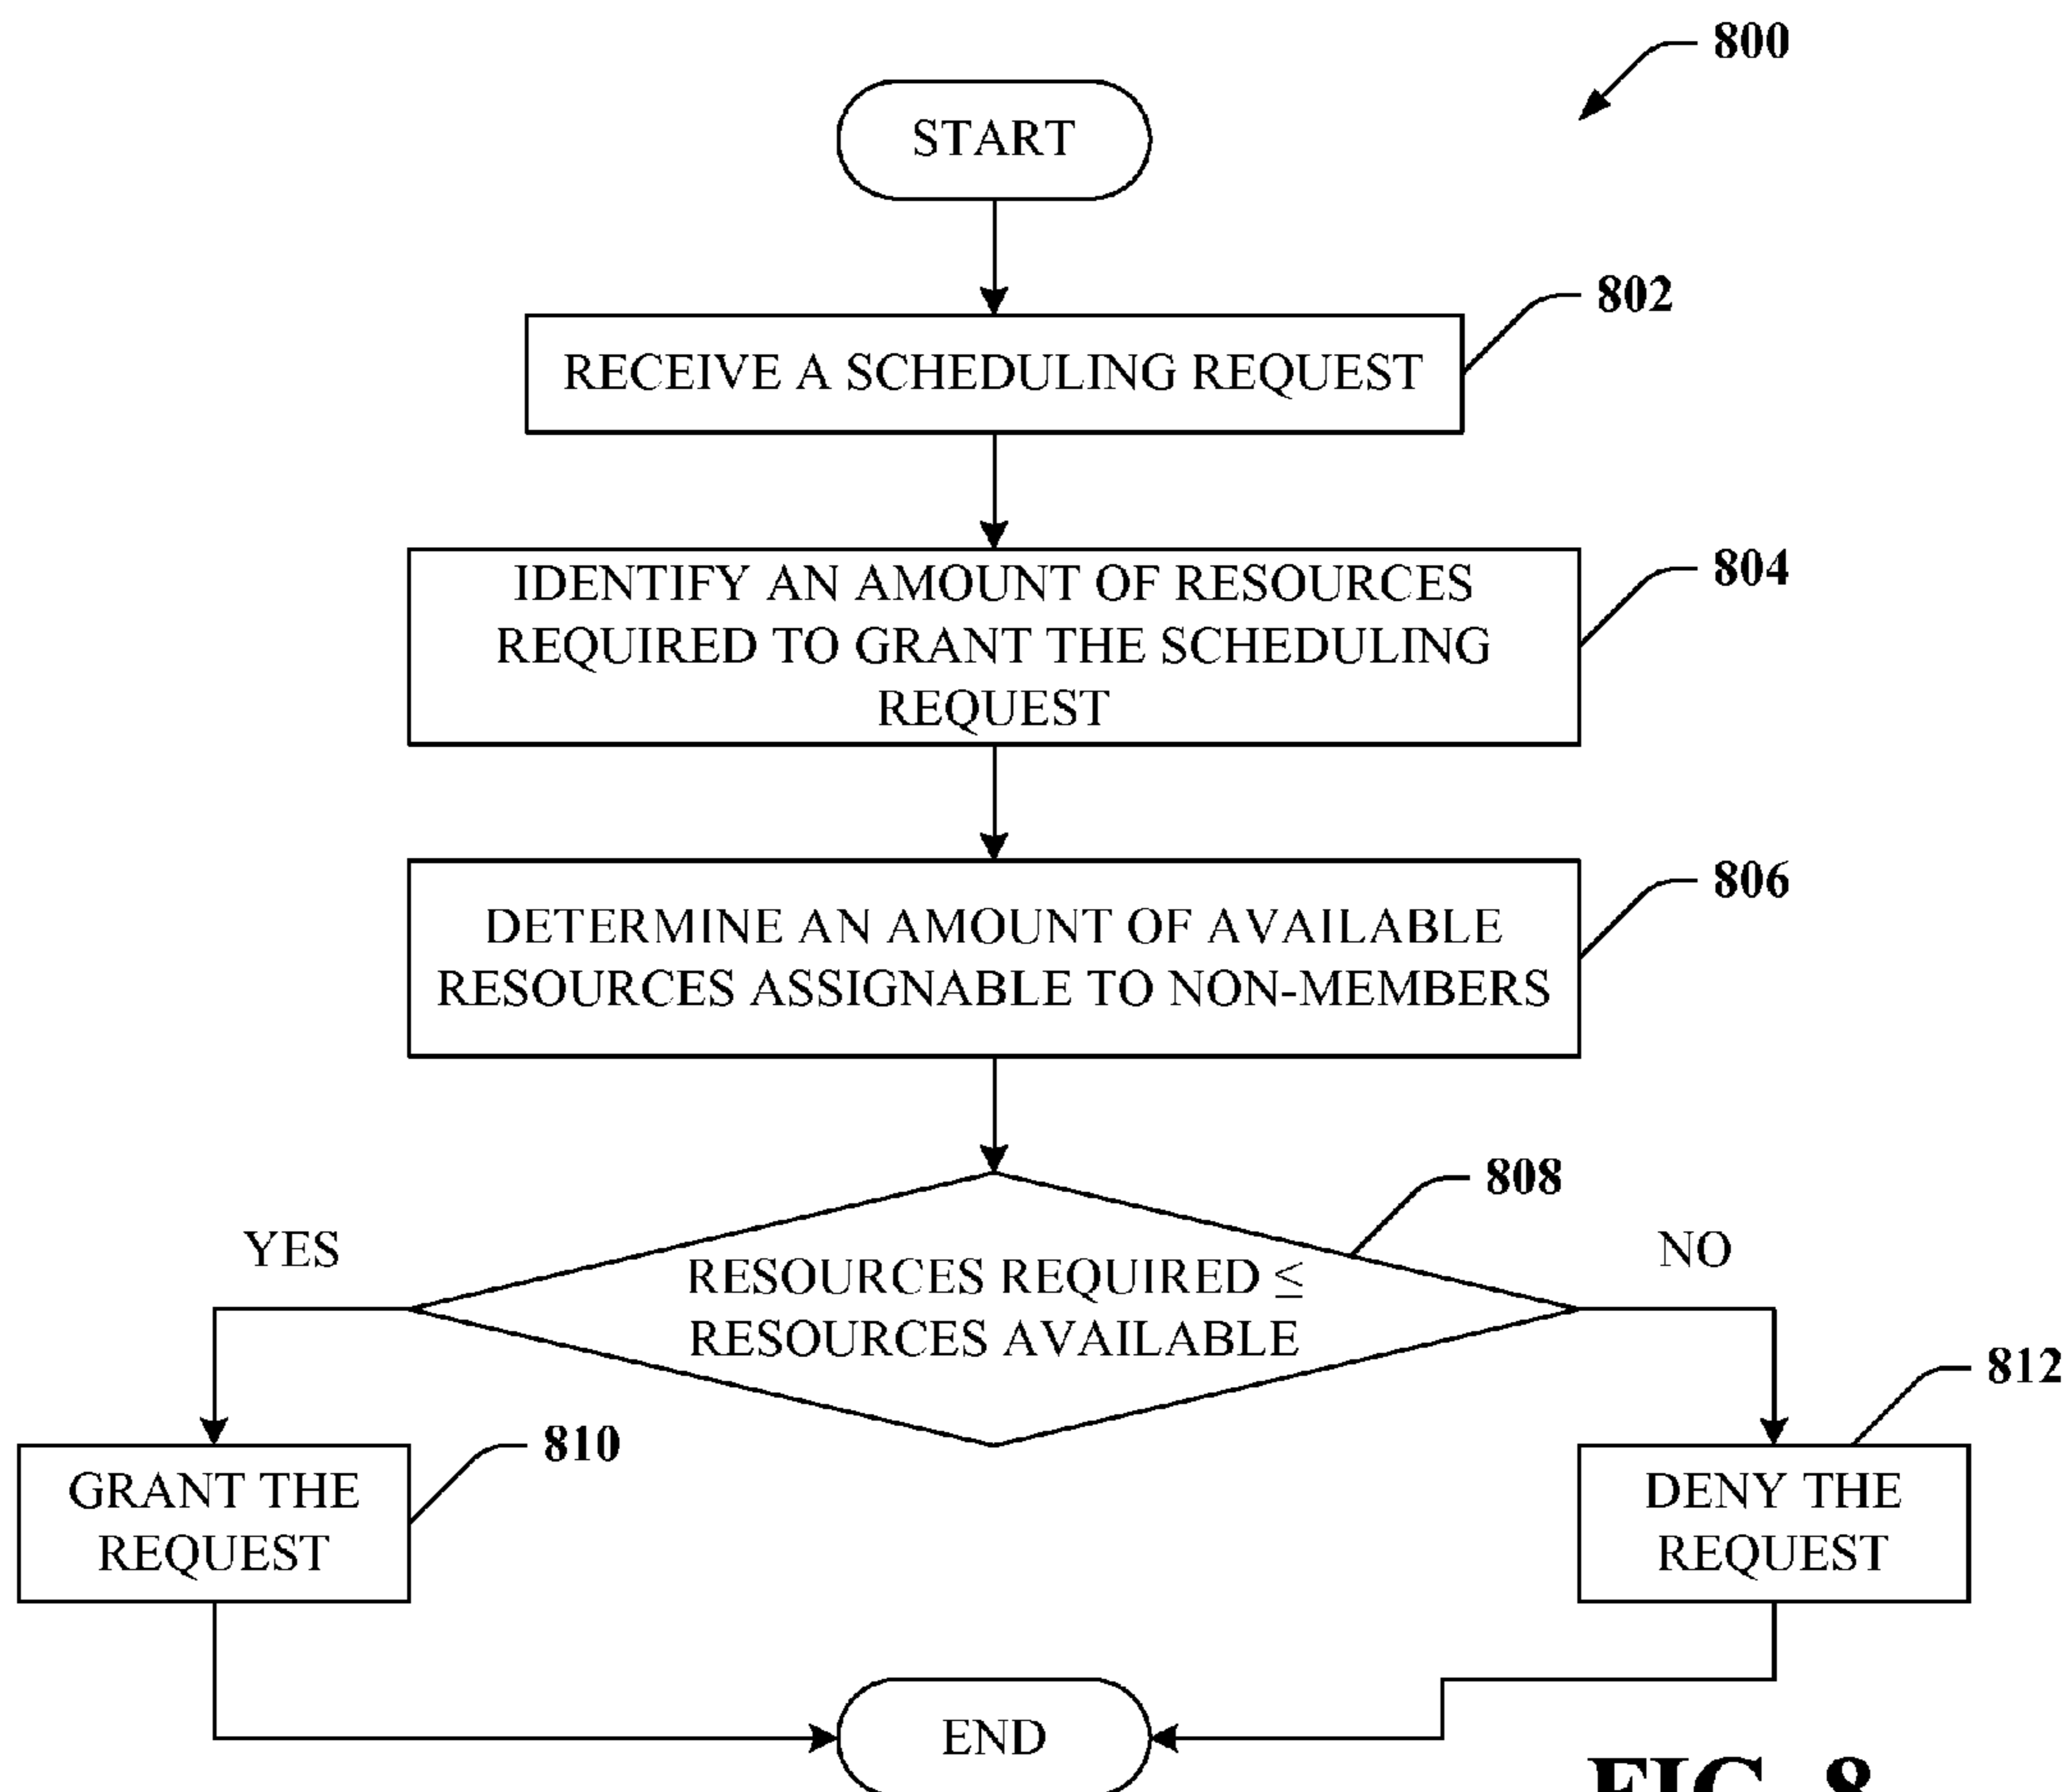 800
START
802
RECEIVE A SCHEDULING REQUEST
804
IDENTIFY AN AMOUNT OF RESOURCES
REQUIRED TO GRANT THE SCHEDULING
REQUEST
806
DETERMINE AN AMOUNT OF AVAILABLE
RESOURCES ASSIGNABLE TO NON-MEMBERS
808
YES
NO
RESOURCES REQUIRED ≤
RESOURCES AVAILABLE
812
810
GRANT THE
REQUEST
DENY THE
REQUEST
END
FIG. 8